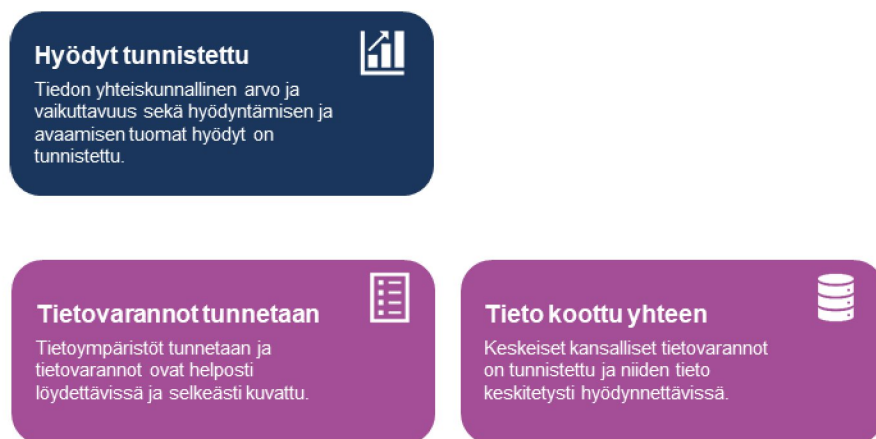 Hyödyt tunnistettu
Tiedon yhteiskunnallinen arvo ja
vaikuttavuus sekä hyödyntämisen ja
avaamisen tuomat hyödyt on
tunnistettu.
Tietovarannot tunnetaan
Tietoympäristöt tunnetaan ja
tietovarannot ovat helposti
löydettävissä ja selkeästi kuvattu.
Tieto koottu yhteen
Keskeiset kansalliset tietovarannot
on tunnistettu ja niiden tieto
keskitetysti hyödynnettävissä.